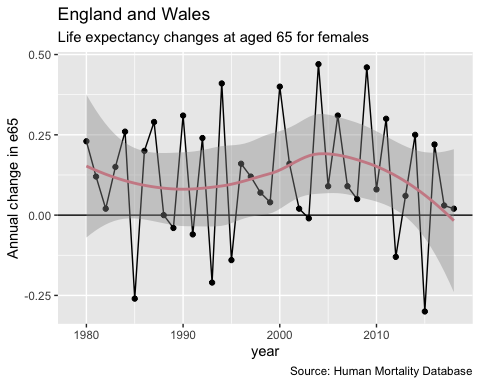 England and Wales
Life expectancy changes at aged 65 for females
Annual change in e65
0.50
0.25
0.00
-0.25
1980
1990
2000
2010
year
Source: Human Mortality Database